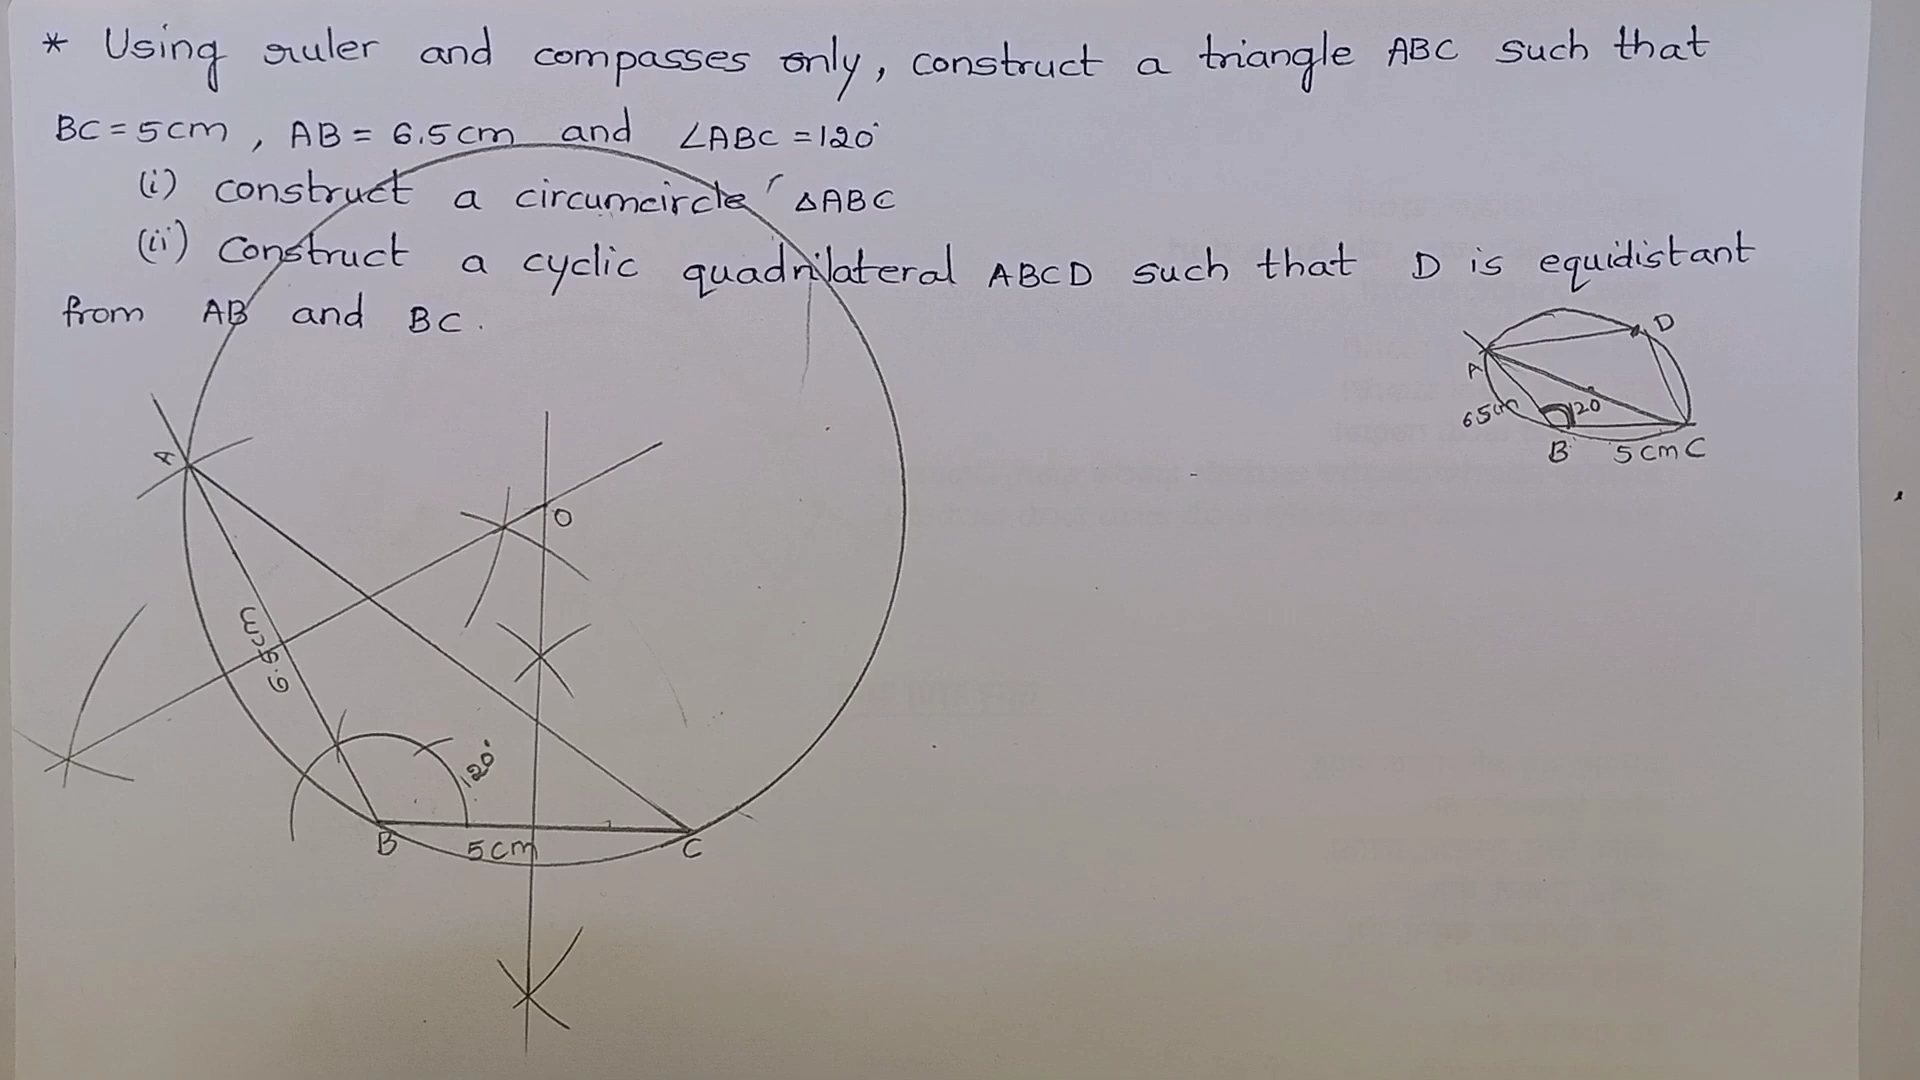 * Using ruler and compasses only, construct a triangle ABC such that
BC = 5cm , AB = 6.5cm and ∠ABC = 120°
(i) construct a circumcircle ΔABC
(ii) Construct a cyclic quadrilateral ABCD such that D is equidistant
from AB and BC.
D
A
6.5cm
120
B 5cm C
A
O
6.5cm
120°
B 5cm C